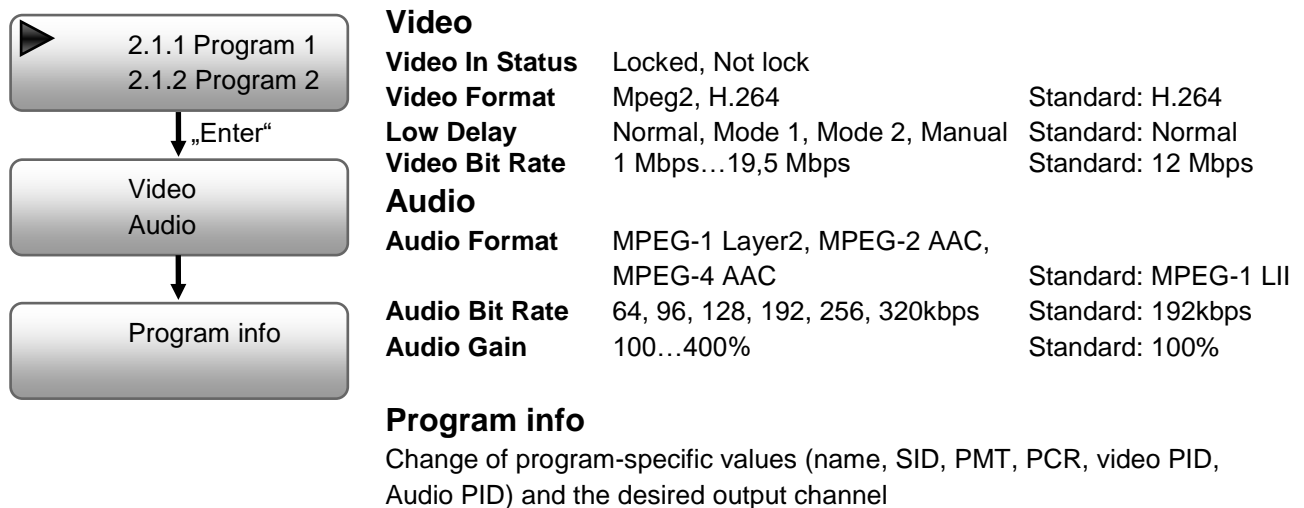 2.1.1 Program 1
2.1.2 Program 2
„Enter“
Video
Audio
Program info
Video
Video In Status Locked, Not lock
Video Format Mpeg2, H.264 Standard: H.264
Low Delay Normal, Mode 1, Mode 2, Manual Standard: Normal
Video Bit Rate 1 Mbps…19,5 Mbps Standard: 12 Mbps
Audio
Audio Format MPEG-1 Layer2, MPEG-2 AAC,
MPEG-4 AAC Standard: MPEG-1 LII
Audio Bit Rate 64, 96, 128, 192, 256, 320kbps Standard: 192kbps
Audio Gain 100…400% Standard: 100%
Program info
Change of program-specific values (name, SID, PMT, PCR, video PID,
Audio PID) and the desired output channel